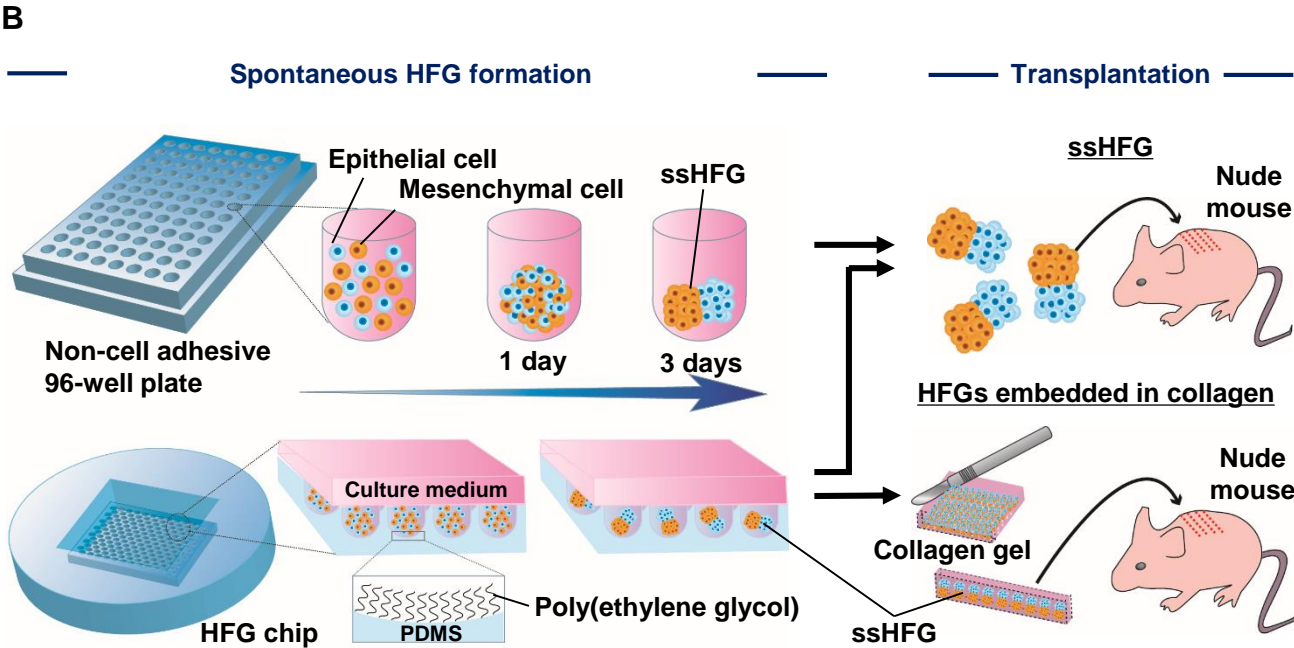 B
Spontaneous HFG formation
Transplantation
Epithelial cell
Mesenchymal cell
ssHFG
1 day
3 days
Non-cell adhesive
96-well plate
ssHFG
Nude
mouse
HFGs embedded in collagen
Culture medium
Poly(ethylene glycol)
PDMS
HFG chip
Collagen gel
ssHFG
Nude
mouse